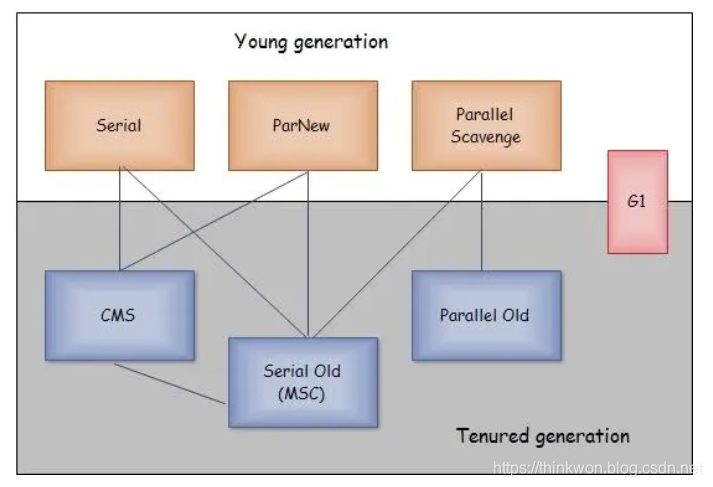 Young generation
Serial
ParNew
Parallel
Scavenge
G1
CMS
Serial Old
(MSC)
Parallel Old
Tenured generation
https://thinkwon.blog.csdn.net